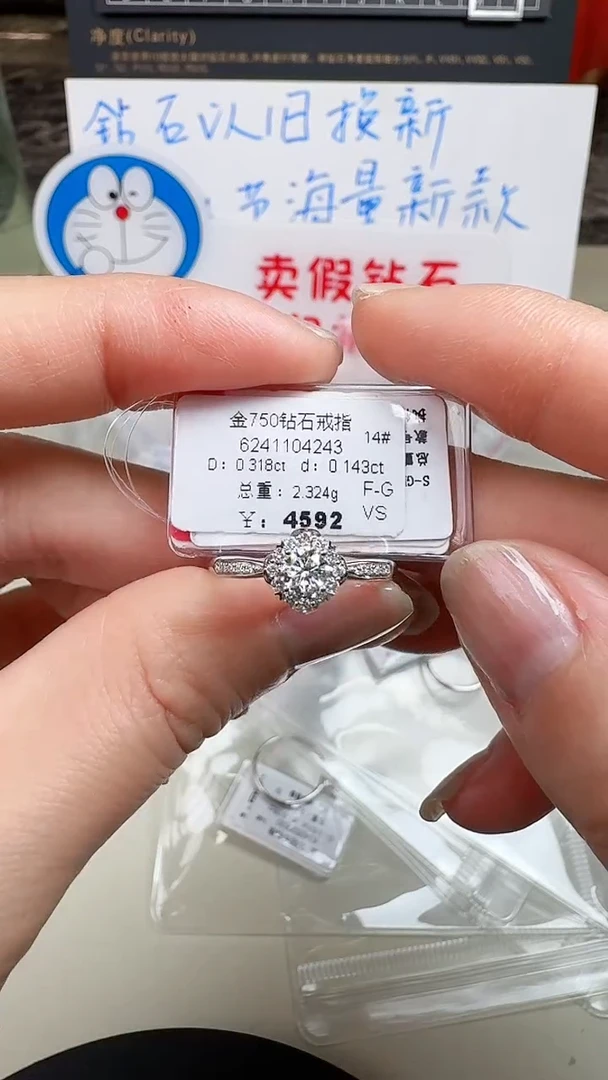 净度(Clarity)
钻石以旧换新
节海量新款
卖假钻石
金750钻石戒指
14#
6241104243
D: 0.318ct d: 0.143ct
总重: 2.324g F-G
¥: 4592 VS